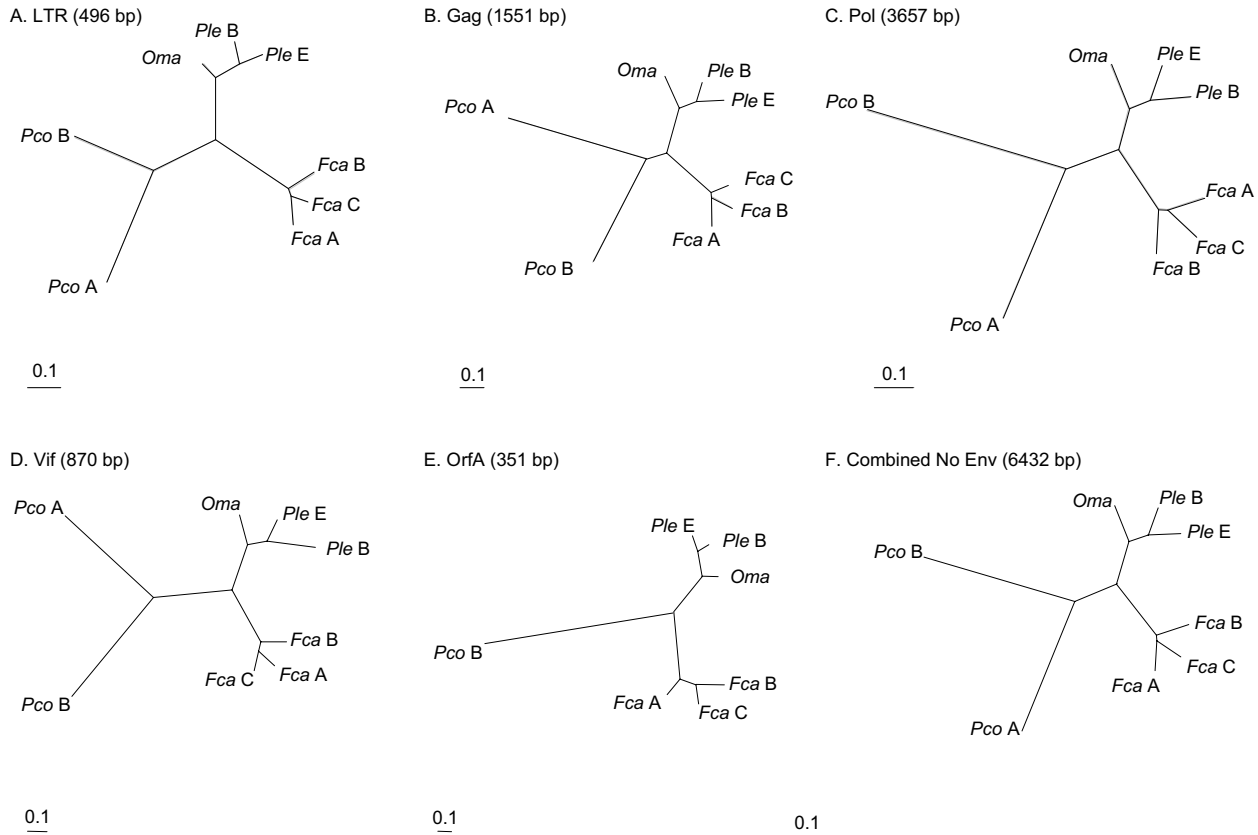 A. LTR (496 bp)
Ple B
Oma
Ple E
Pco B
Fca B
Fca C
Fca A
Pco A
0.1
B. Gag (1551 bp)
Oma
Ple B
Ple E
Pco A
Fca C
Fca B
Fca A
Pco B
0.1
C. Pol (3657 bp)
Oma
Ple E
Ple B
Pco B
Fca A
Fca C
Fca B
Pco A
0.1
D. Vif (870 bp)
Pco A
Oma
Ple E
Ple B
Fca B
Fca A
Fca C
Pco B
0.1
E. OrfA (351 bp)
Ple E
Ple B
Oma
Pco B
Fca B
Fca A
Fca C
0.1
F. Combined No Env (6432 bp)
Oma
Ple B
Ple E
Pco B
Fca B
Fca C
Fca A
Pco A
0.1